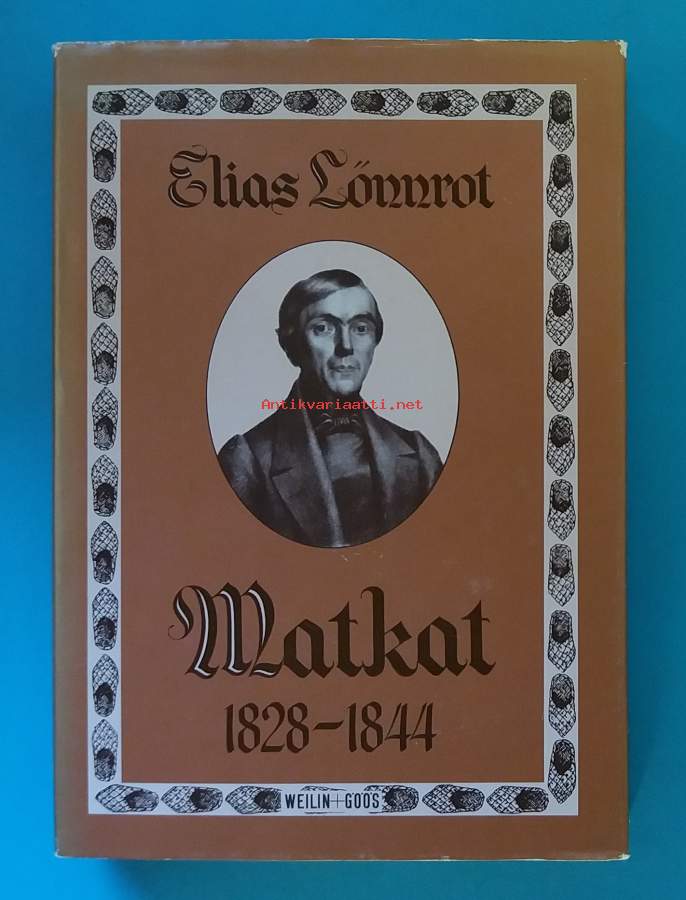 Elias Lönnrot
Antikvariaatti.net
Matkat
1828–1844
WEILIN+GÖÖS